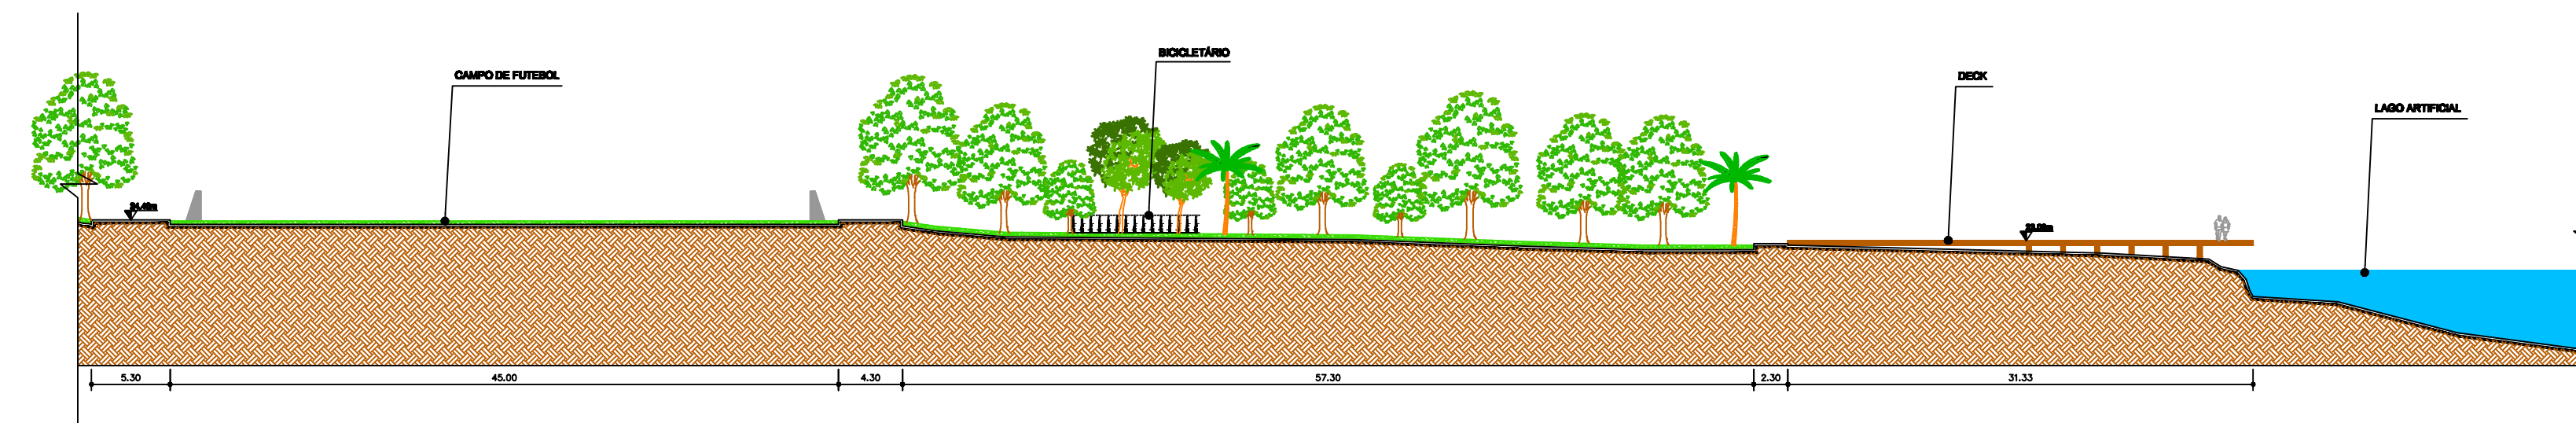 BICICLETÁRIO
CAMPO DE FUTEBOL
DECK
LAGO ARTIFICIAL
5.30
45.00
4.30
57.30
2.30
31.33